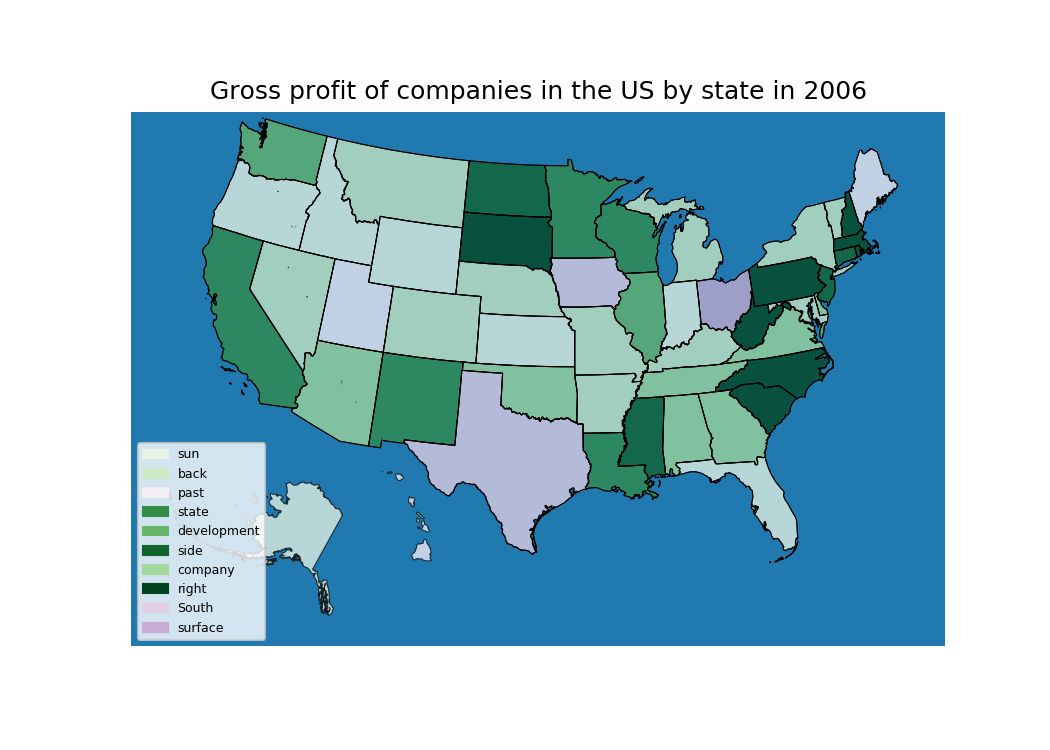 Gross profit of companies in the US by state in 2006
sun
back
past
state
development
side
company
right
South
surface